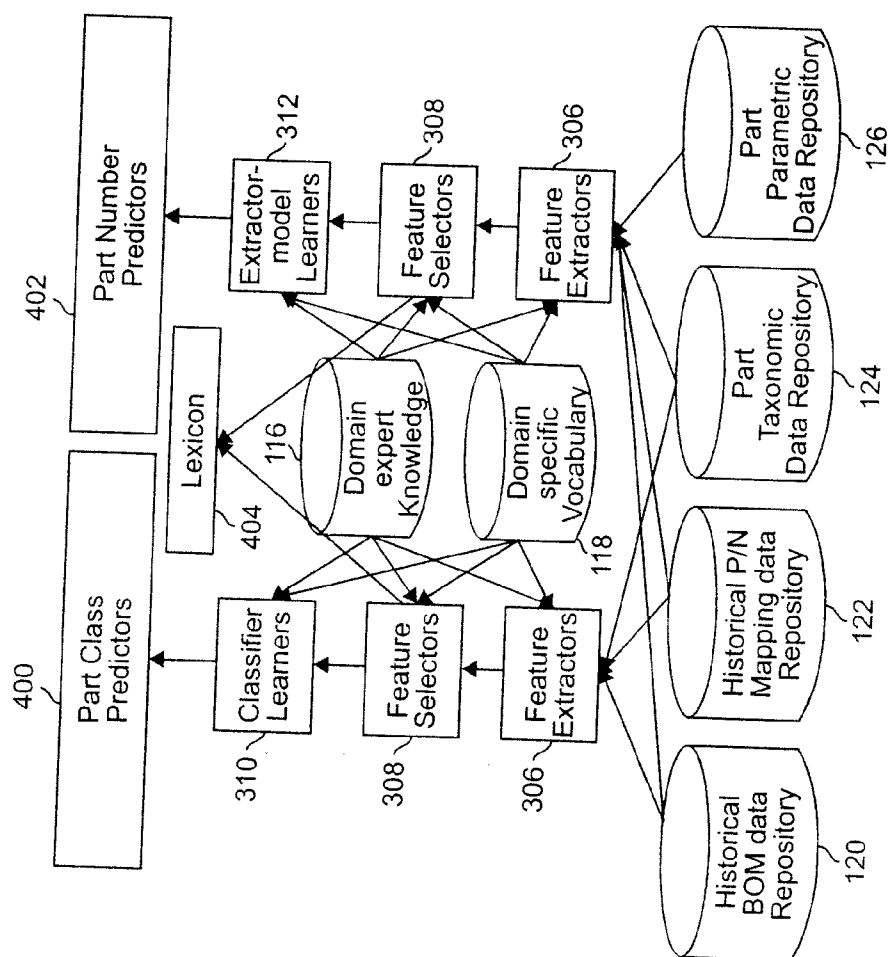 400
Part Class
Predictors
402
Part Number
Predictors
Lexicon
404
310
Classifier
Learners
312
Extractor-
model
Learners
116
Domain
expert
Knowledge
308
Feature
Selectors
308
Feature
Selectors
118
Domain
specific
Vocabulary
306
Feature
Extractors
306
Feature
Extractors
Historical
BOM data
Repository
120
Historical P/N
Mapping data
Repository
122
Part
Taxonomic
Data Repository
124
Part
Parametric
Data Repository
126